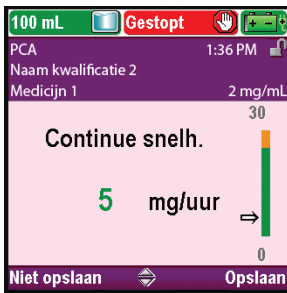 100 mL Gestopt
PCA 1:36 PM
Naam kwalificatie 2
Medicijn 1 2 mg/mL
30
Continue snelh.
5 mg/uur
0
Niet opslaan Opslaan